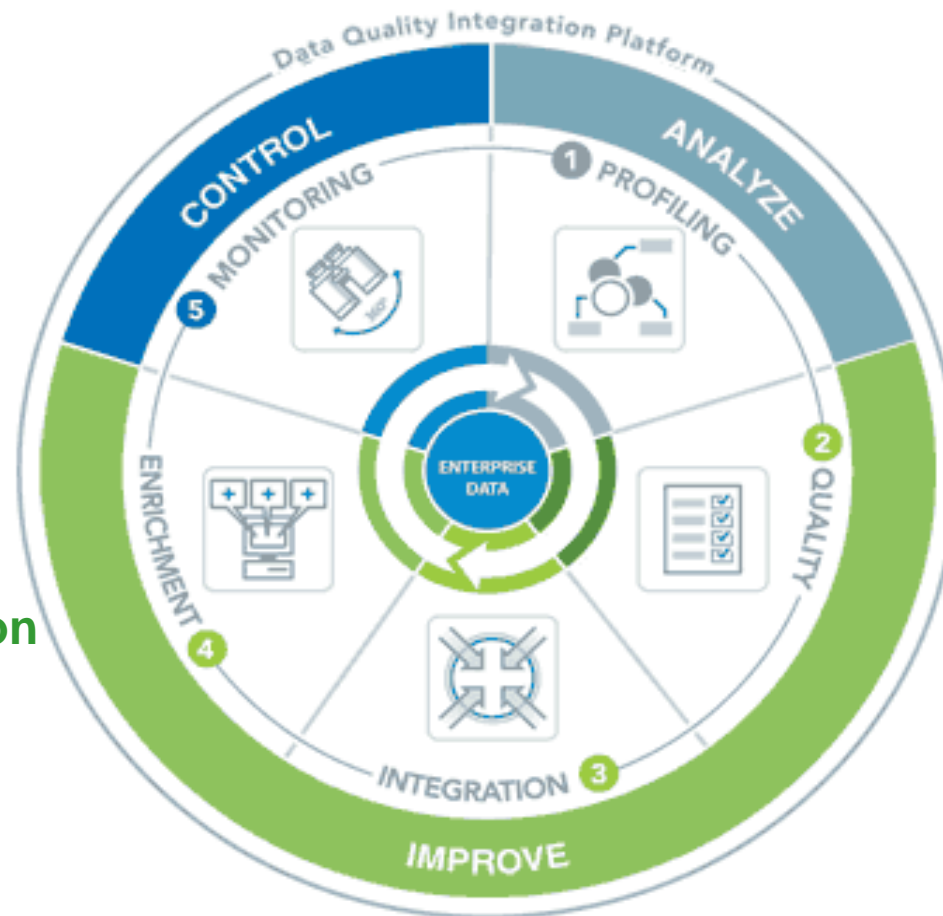 Data Quality Integration Platform
CONTROL
ANALYZE
5 MONITORING
1 PROFILING
360°
ENTERPRISE
DATA
2 QUALITY
ENRICHMENT 4
on
INTEGRATION 3
IMPROVE